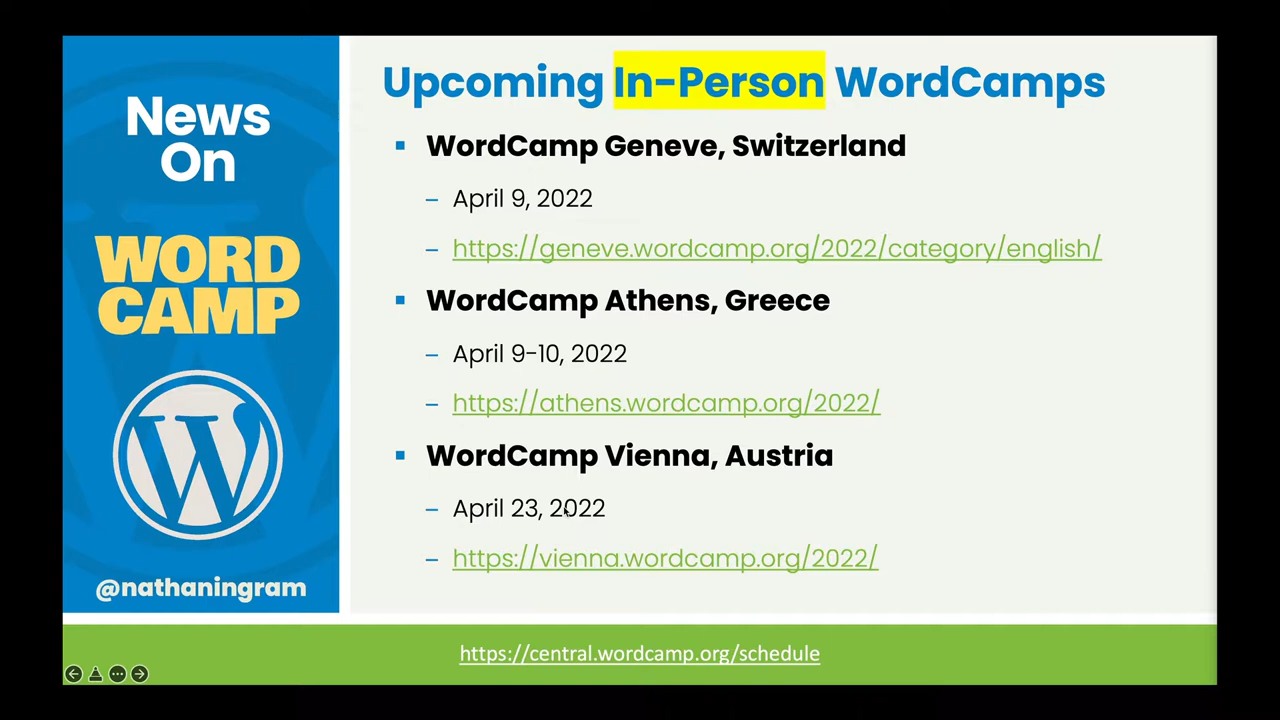 News
On
WORD
CAMP
@nathaningram
Upcoming In-Person WordCamps
▪ WordCamp Geneve, Switzerland
– April 9, 2022
– https://geneve.wordcamp.org/2022/category/english/
▪ WordCamp Athens, Greece
– April 9-10, 2022
– https://athens.wordcamp.org/2022/
▪ WordCamp Vienna, Austria
– April 23, 2022
– https://vienna.wordcamp.org/2022/
https://central.wordcamp.org/schedule